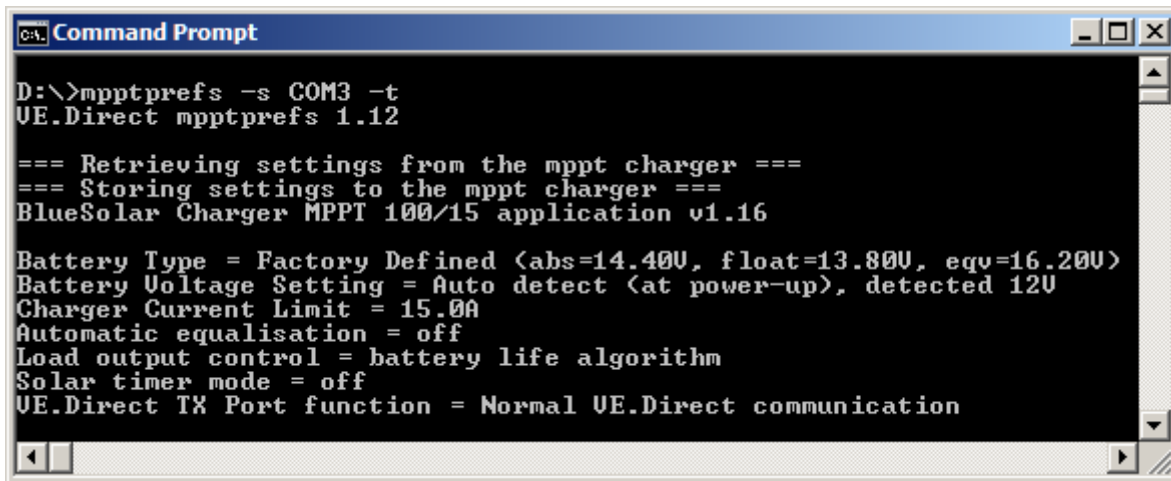 Command Prompt
D:\>mpptprefs -s COM3 -t
VE.Direct mpptprefs 1.12
=== Retrieving settings from the mppt charger ===
=== Storing settings to the mppt charger ===
BlueSolar Charger MPPT 100/15 application v1.16
Battery Type = Factory Defined (abs=14.40V, float=13.80V, eqv=16.20V)
Battery Voltage Setting = Auto detect (at power-up), detected 12V
Charger Current Limit = 15.0A
Automatic equalisation = off
Load output control = battery life algorithm
Solar timer mode = off
VE.Direct TX Port function = Normal VE.Direct communication